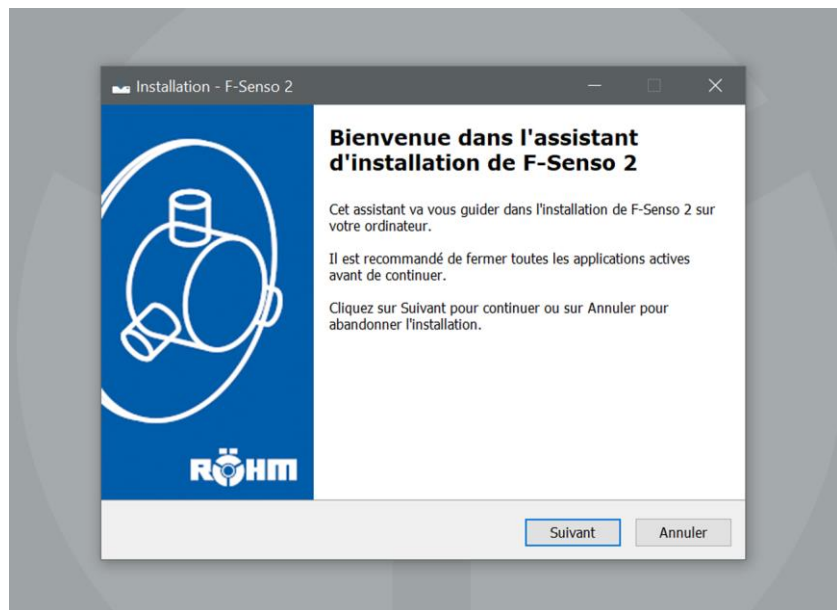 Installation - F-Senso 2
Bienvenue dans l'assistant
d'installation de F-Senso 2
Cet assistant va vous guider dans l'installation de F-Senso 2 sur
votre ordinateur.
Il est recommandé de fermer toutes les applications actives
avant de continuer.
Cliquez sur Suivant pour continuer ou sur Annuler pour
abandonner l'installation.
RÖHM
Suivant
Annuler